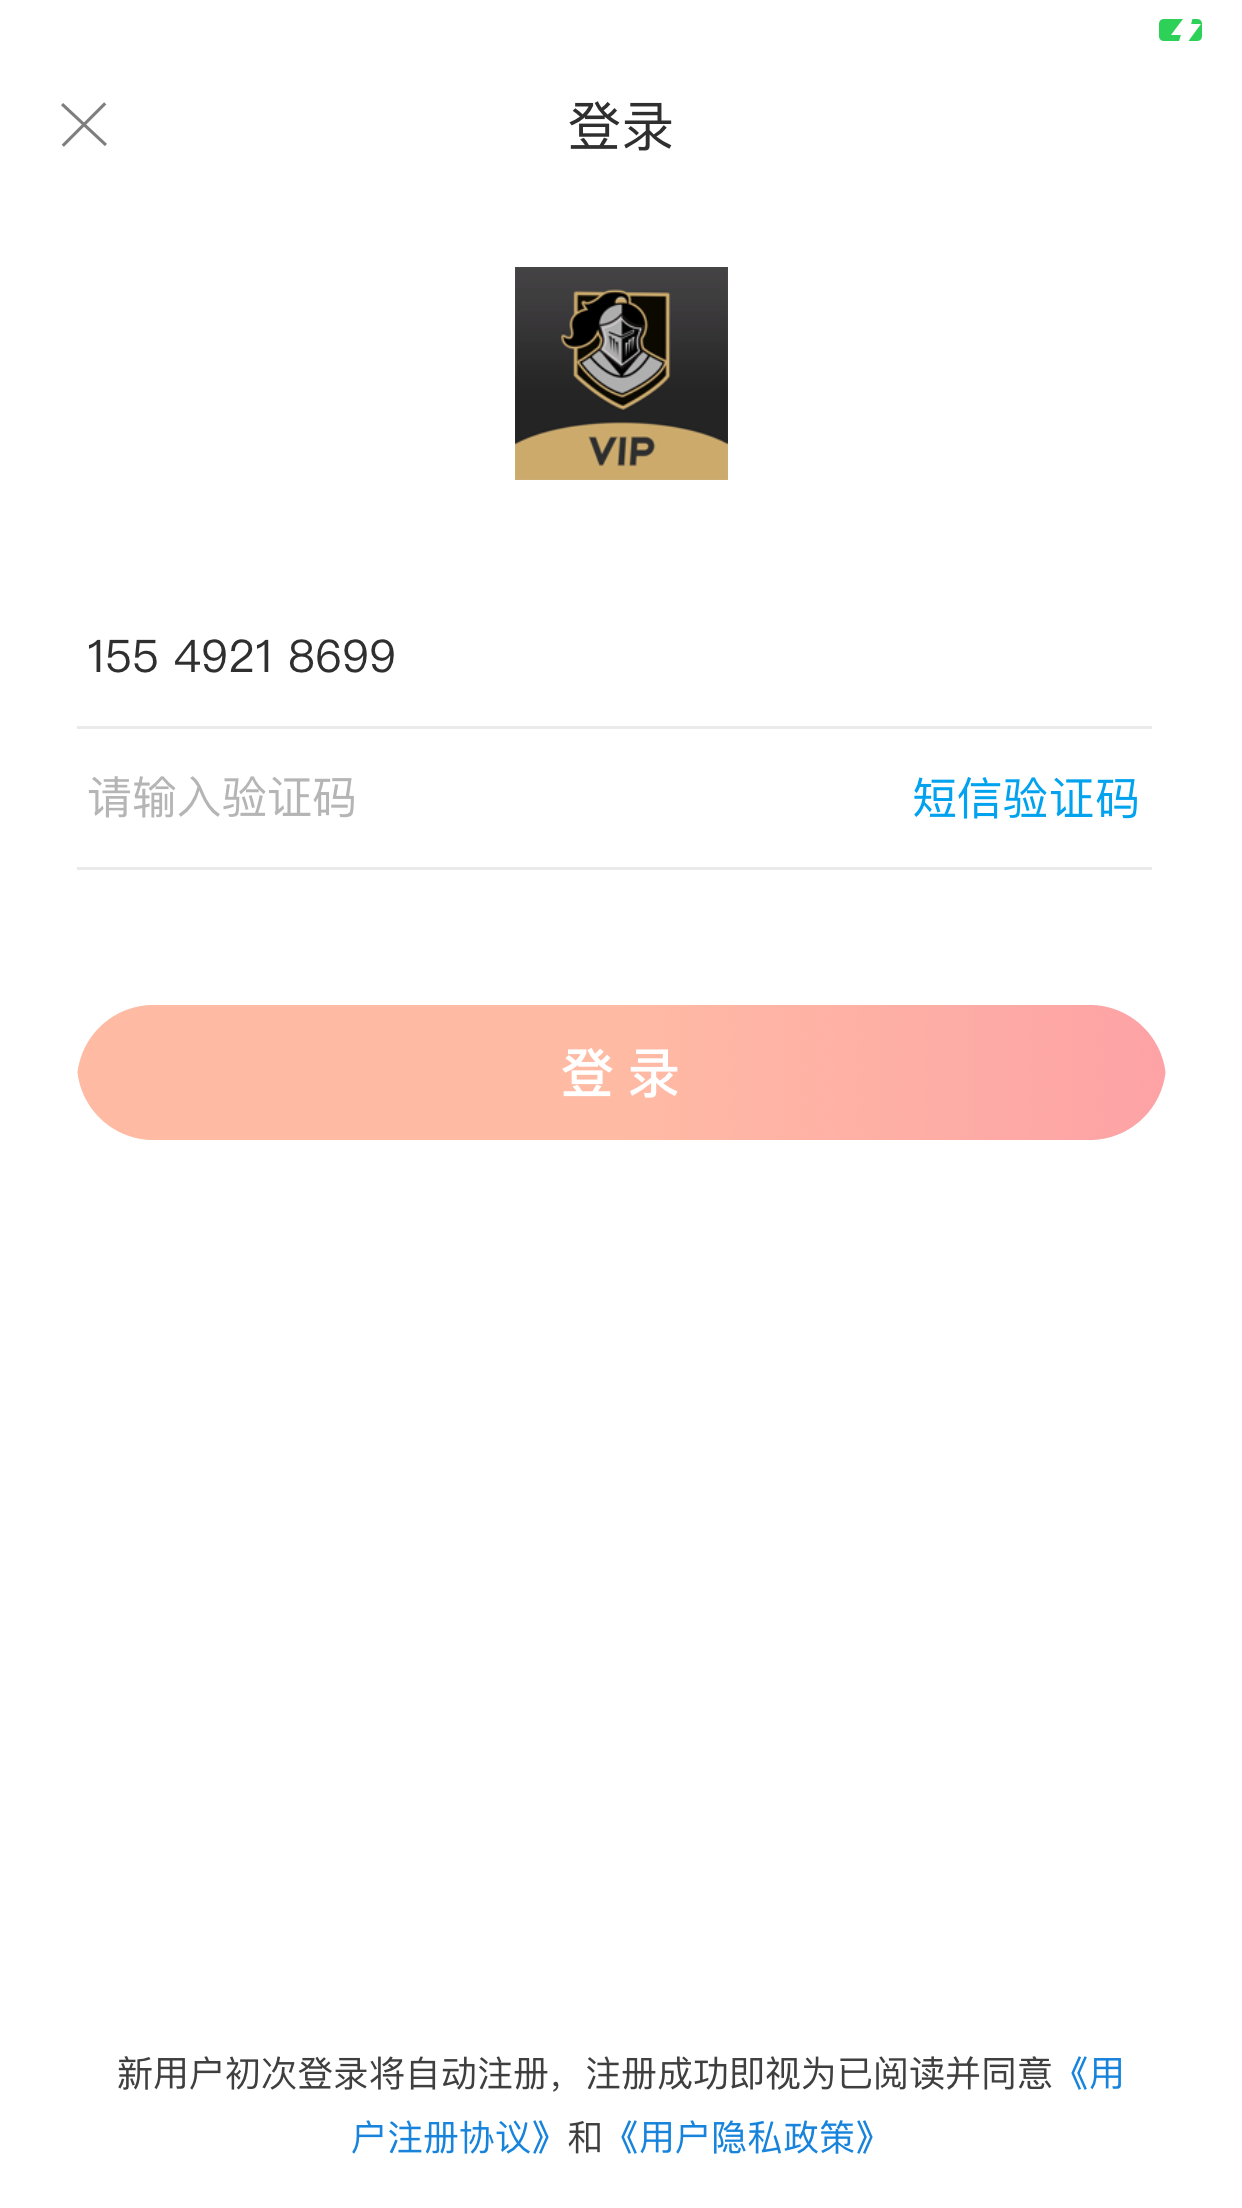 登录
VIP
155 4921 8699
请输入验证码 短信验证码
登 录
新用户初次登录将自动注册，注册成功即视为已阅读并同意《用
户注册协议》和《用户隐私政策》